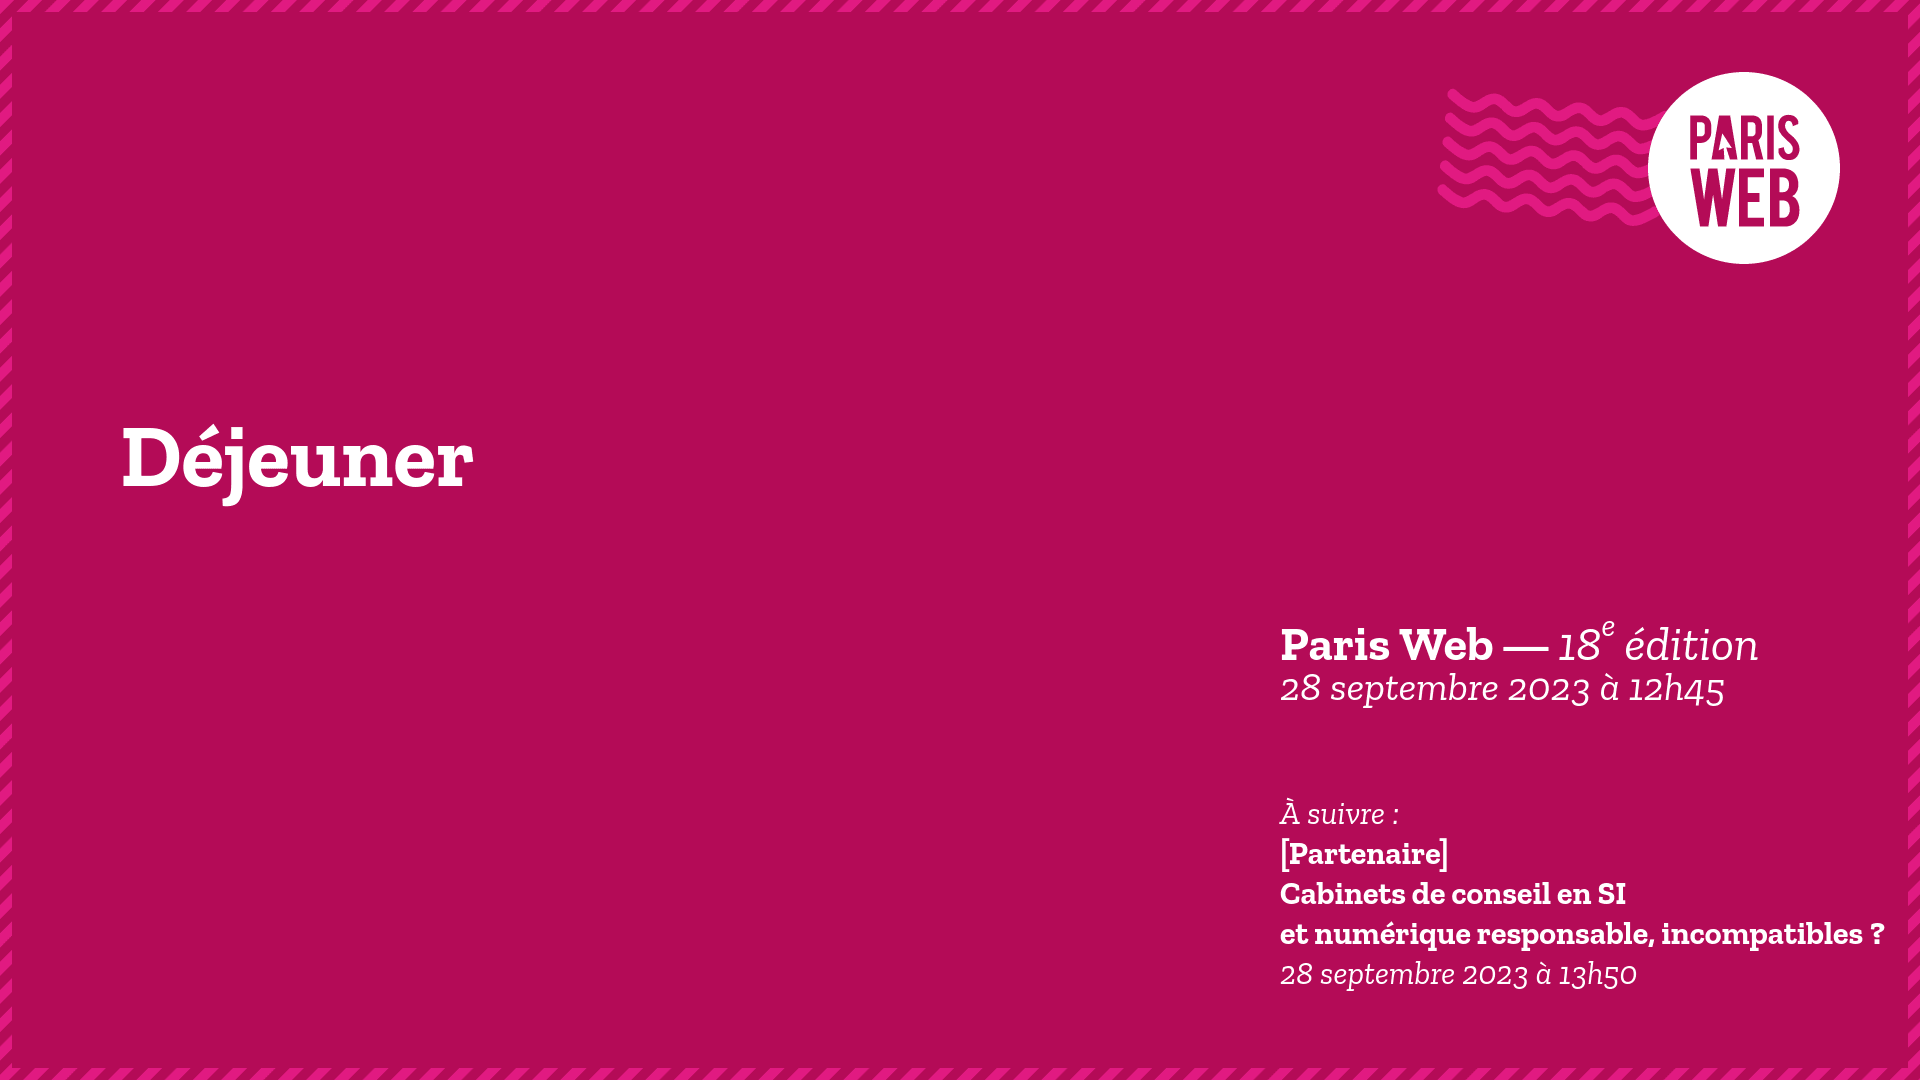 PARIS
WEB
Déjeuner
Paris Web — 18e édition
28 septembre 2023 à 12h45
À suivre :
[Partenaire]
Cabinets de conseil en SI
et numérique responsable, incompatibles ?
28 septembre 2023 à 13h50